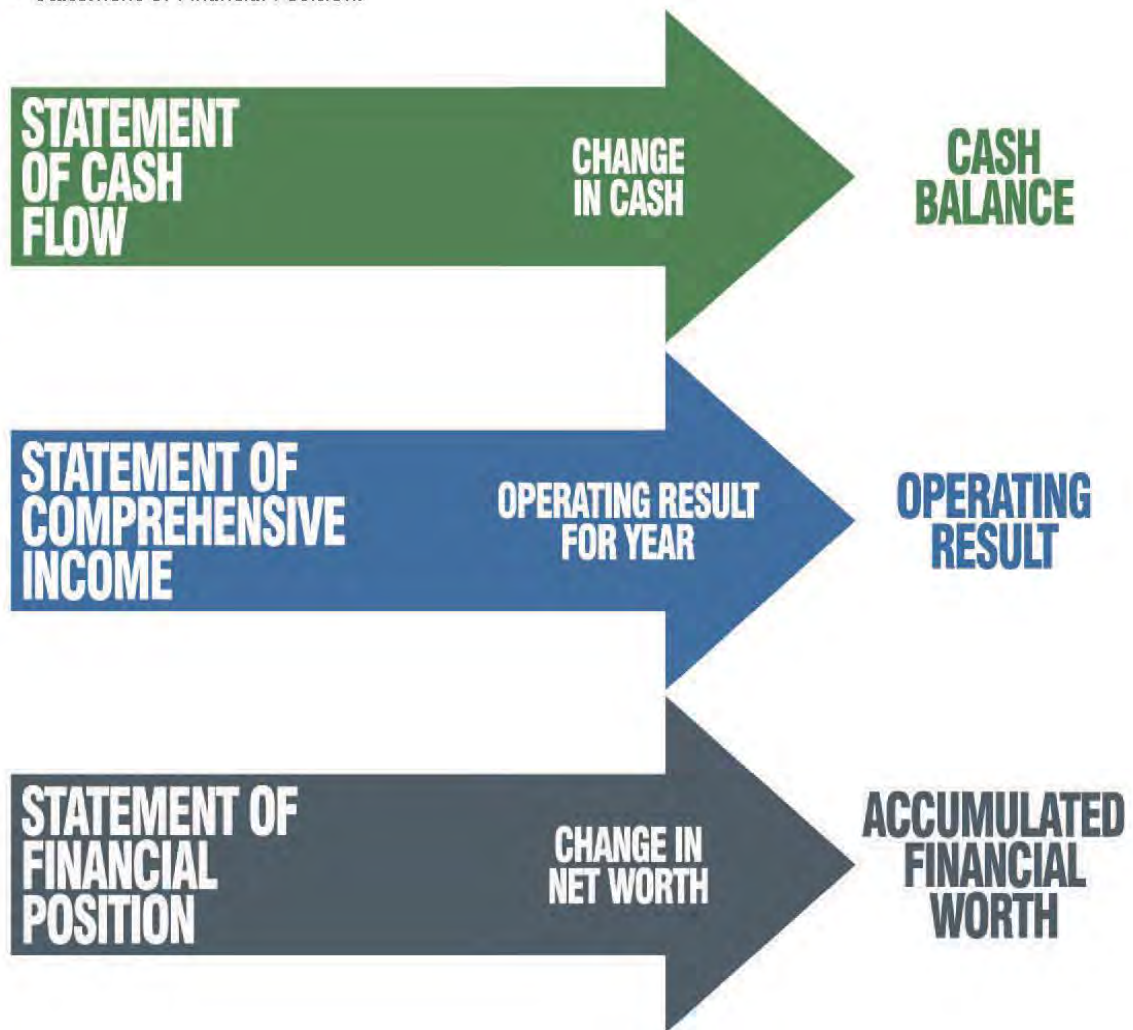 STATEMENT
OF CASH
FLOW
CHANGE
IN CASH
CASH
BALANCE
STATEMENT OF
COMPREHENSIVE
INCOME
OPERATING RESULT
FOR YEAR
OPERATING
RESULT
STATEMENT OF
FINANCIAL
POSITION
CHANGE IN
NET WORTH
ACCUMULATED
FINANCIAL
WORTH